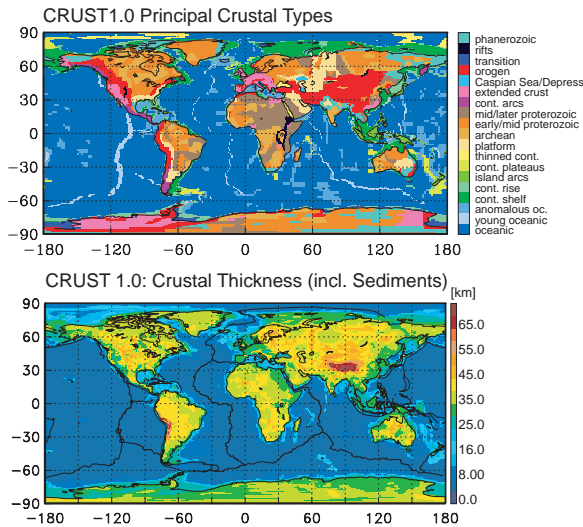 CRUST1.0 Principal Crustal Types
90
60
30
0
−30
−60
−90
−180
−120
−60
0
60
120
180
phanerozoic
rifts
transition
orogen
Caspian Sea/Depress
extended crust
cont. arcs
mid/later proterozoic
early/mid proterozoic
archean
platform
thinned cont.
cont. plateaus
island arcs
cont. rise
cont. shelf
anomalous oc.
young oceanic
oceanic
CRUST 1.0: Crustal Thickness (incl. Sediments)
[km]
90
60
30
0
−30
−60
−90
−180
−120
−60
0
60
120
180
65.0
55.0
45.0
35.0
26.0
16.0
8.00
0.0